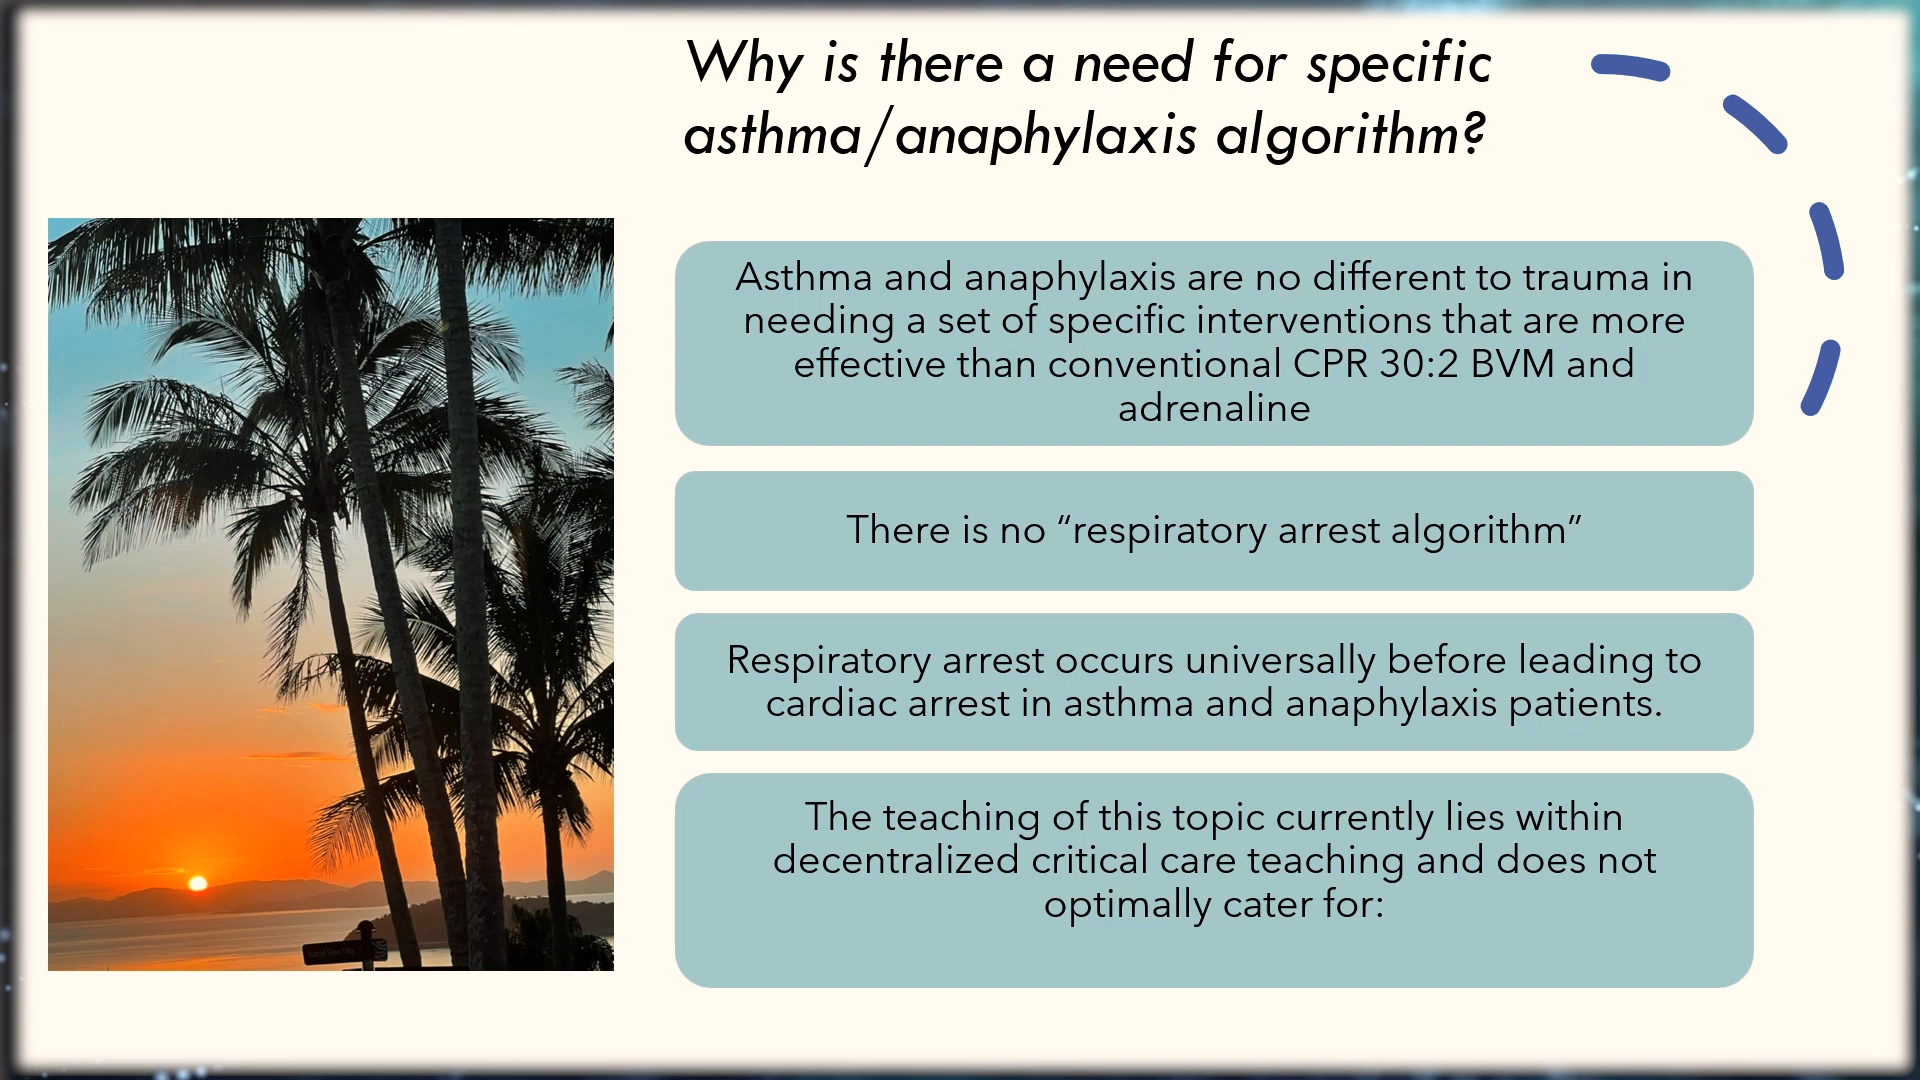 Why is there a need for specific
asthma/anaphylaxis algorithm?
Asthma and anaphylaxis are no different to trauma in
needing a set of specific interventions that are more
effective than conventional CPR 30:2 BVM and
adrenaline
There is no “respiratory arrest algorithm”
Respiratory arrest occurs universally before leading to
cardiac arrest in asthma and anaphylaxis patients.
The teaching of this topic currently lies within
decentralized critical care teaching and does not
optimally cater for: